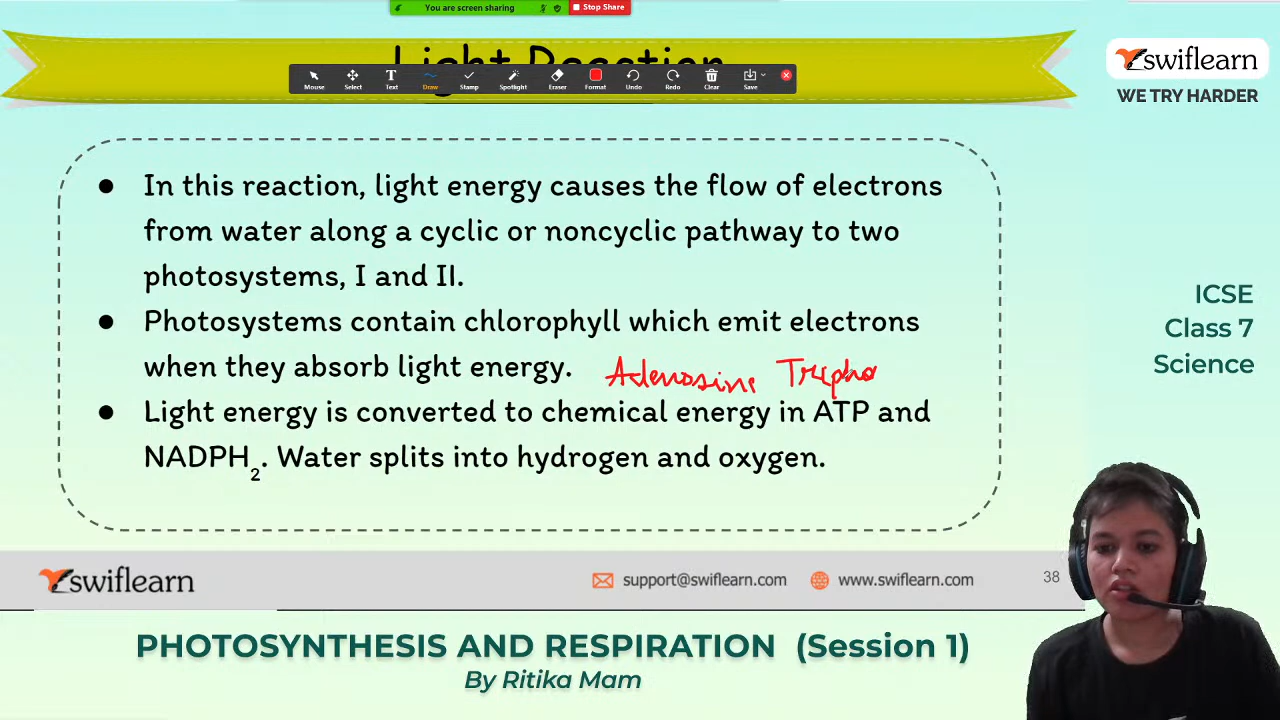 You are screen sharing
Stop Share
Light Reaction
Mouse Select Text Draw Stamp Spotlight Eraser Format Undo Redo Clear Save
swiflearn
WE TRY HARDER
● In this reaction, light energy causes the flow of electrons
from water along a cyclic or noncyclic pathway to two
photosystems, I and II.
● Photosystems contain chlorophyll which emit electrons
when they absorb light energy.
Adenosine Tripho
● Light energy is converted to chemical energy in ATP and
NADPH2. Water splits into hydrogen and oxygen.
ICSE
Class 7
Science
swiflearn
support@swiflearn.com
www.swiflearn.com
38
PHOTOSYNTHESIS AND RESPIRATION (Session 1)
By Ritika Mam